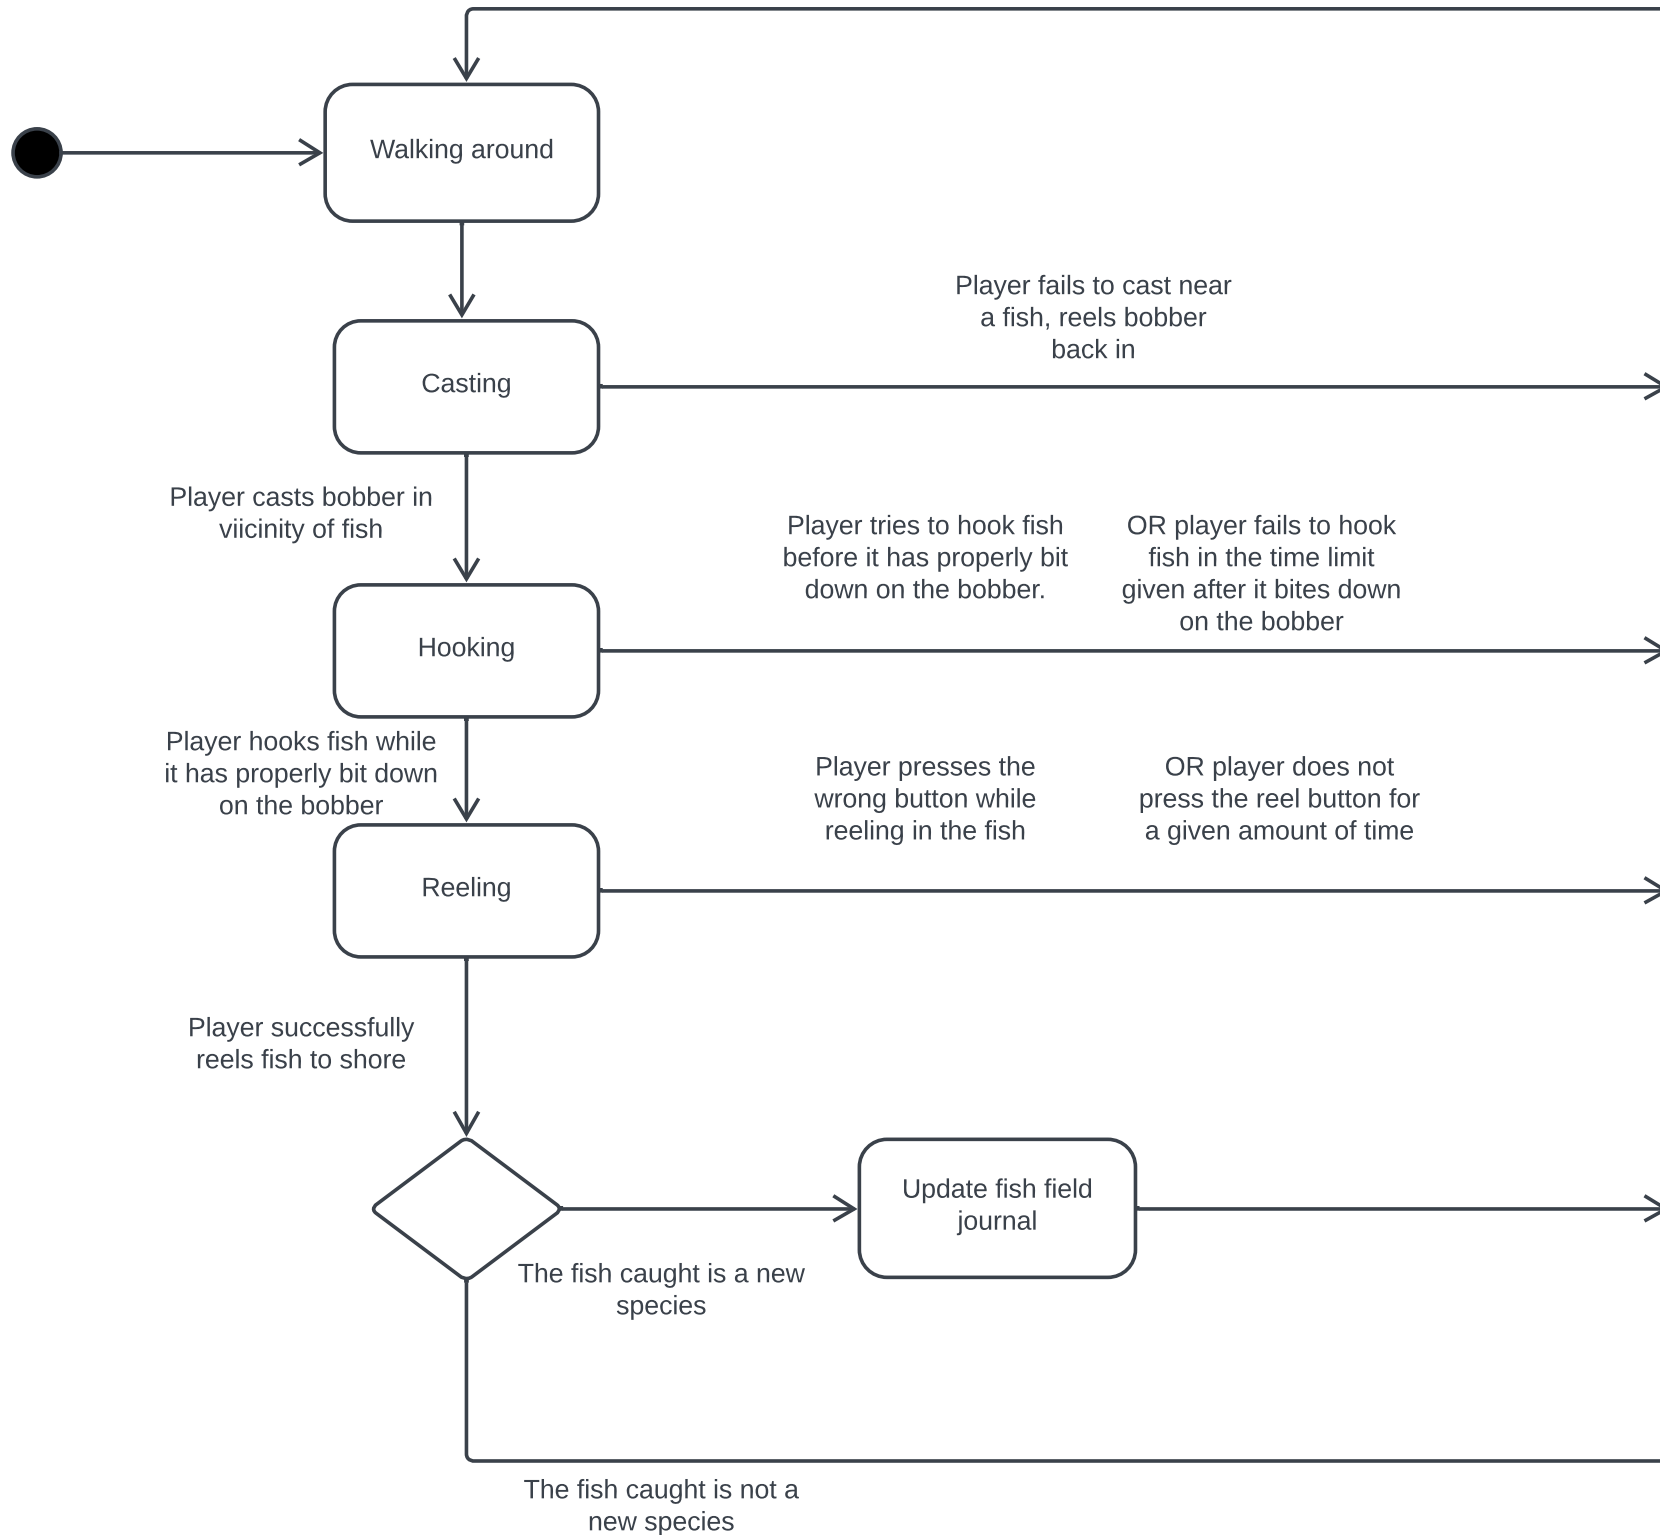 Walking around
Player fails to cast near
a fish, reels bobber
back in
Casting
Player casts bobber in
viicinity of fish
Player tries to hook fish
before it has properly bit
down on the bobber.
OR player fails to hook
fish in the time limit
given after it bites down
on the bobber
Hooking
Player hooks fish while
it has properly bit down
on the bobber
Player presses the
wrong button while
reeling in the fish
OR player does not
press the reel button for
a given amount of time
Reeling
Player successfully
reels fish to shore
Update fish field
journal
The fish caught is a new
species
The fish caught is not a
new species